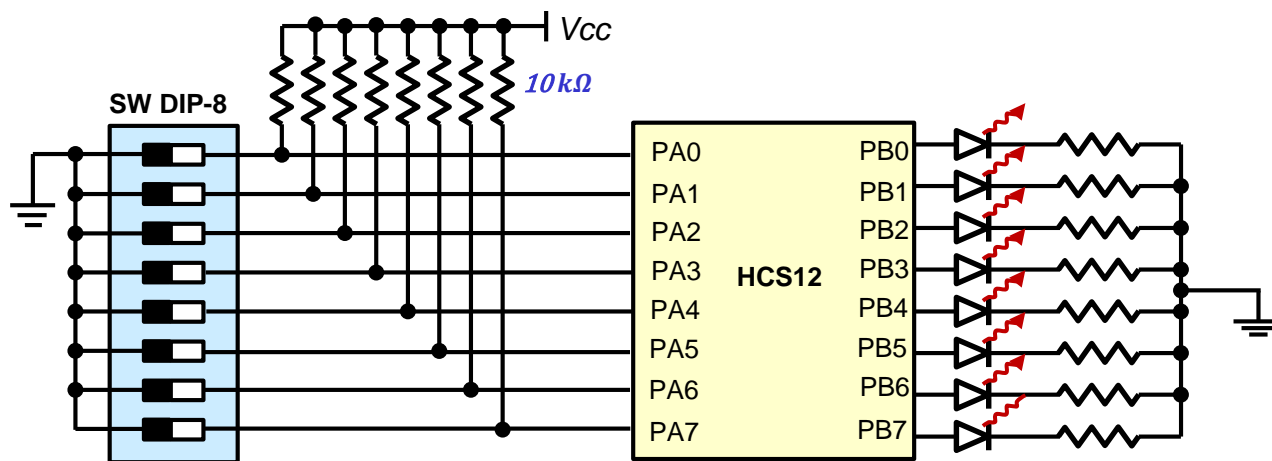 Vcc
10kΩ
SW DIP-8
PA0
PB0
PA1
PB1
PA2
PB2
PA3
HCS12
PB3
PA4
PB4
PA5
PB5
PA6
PB6
PA7
PB7